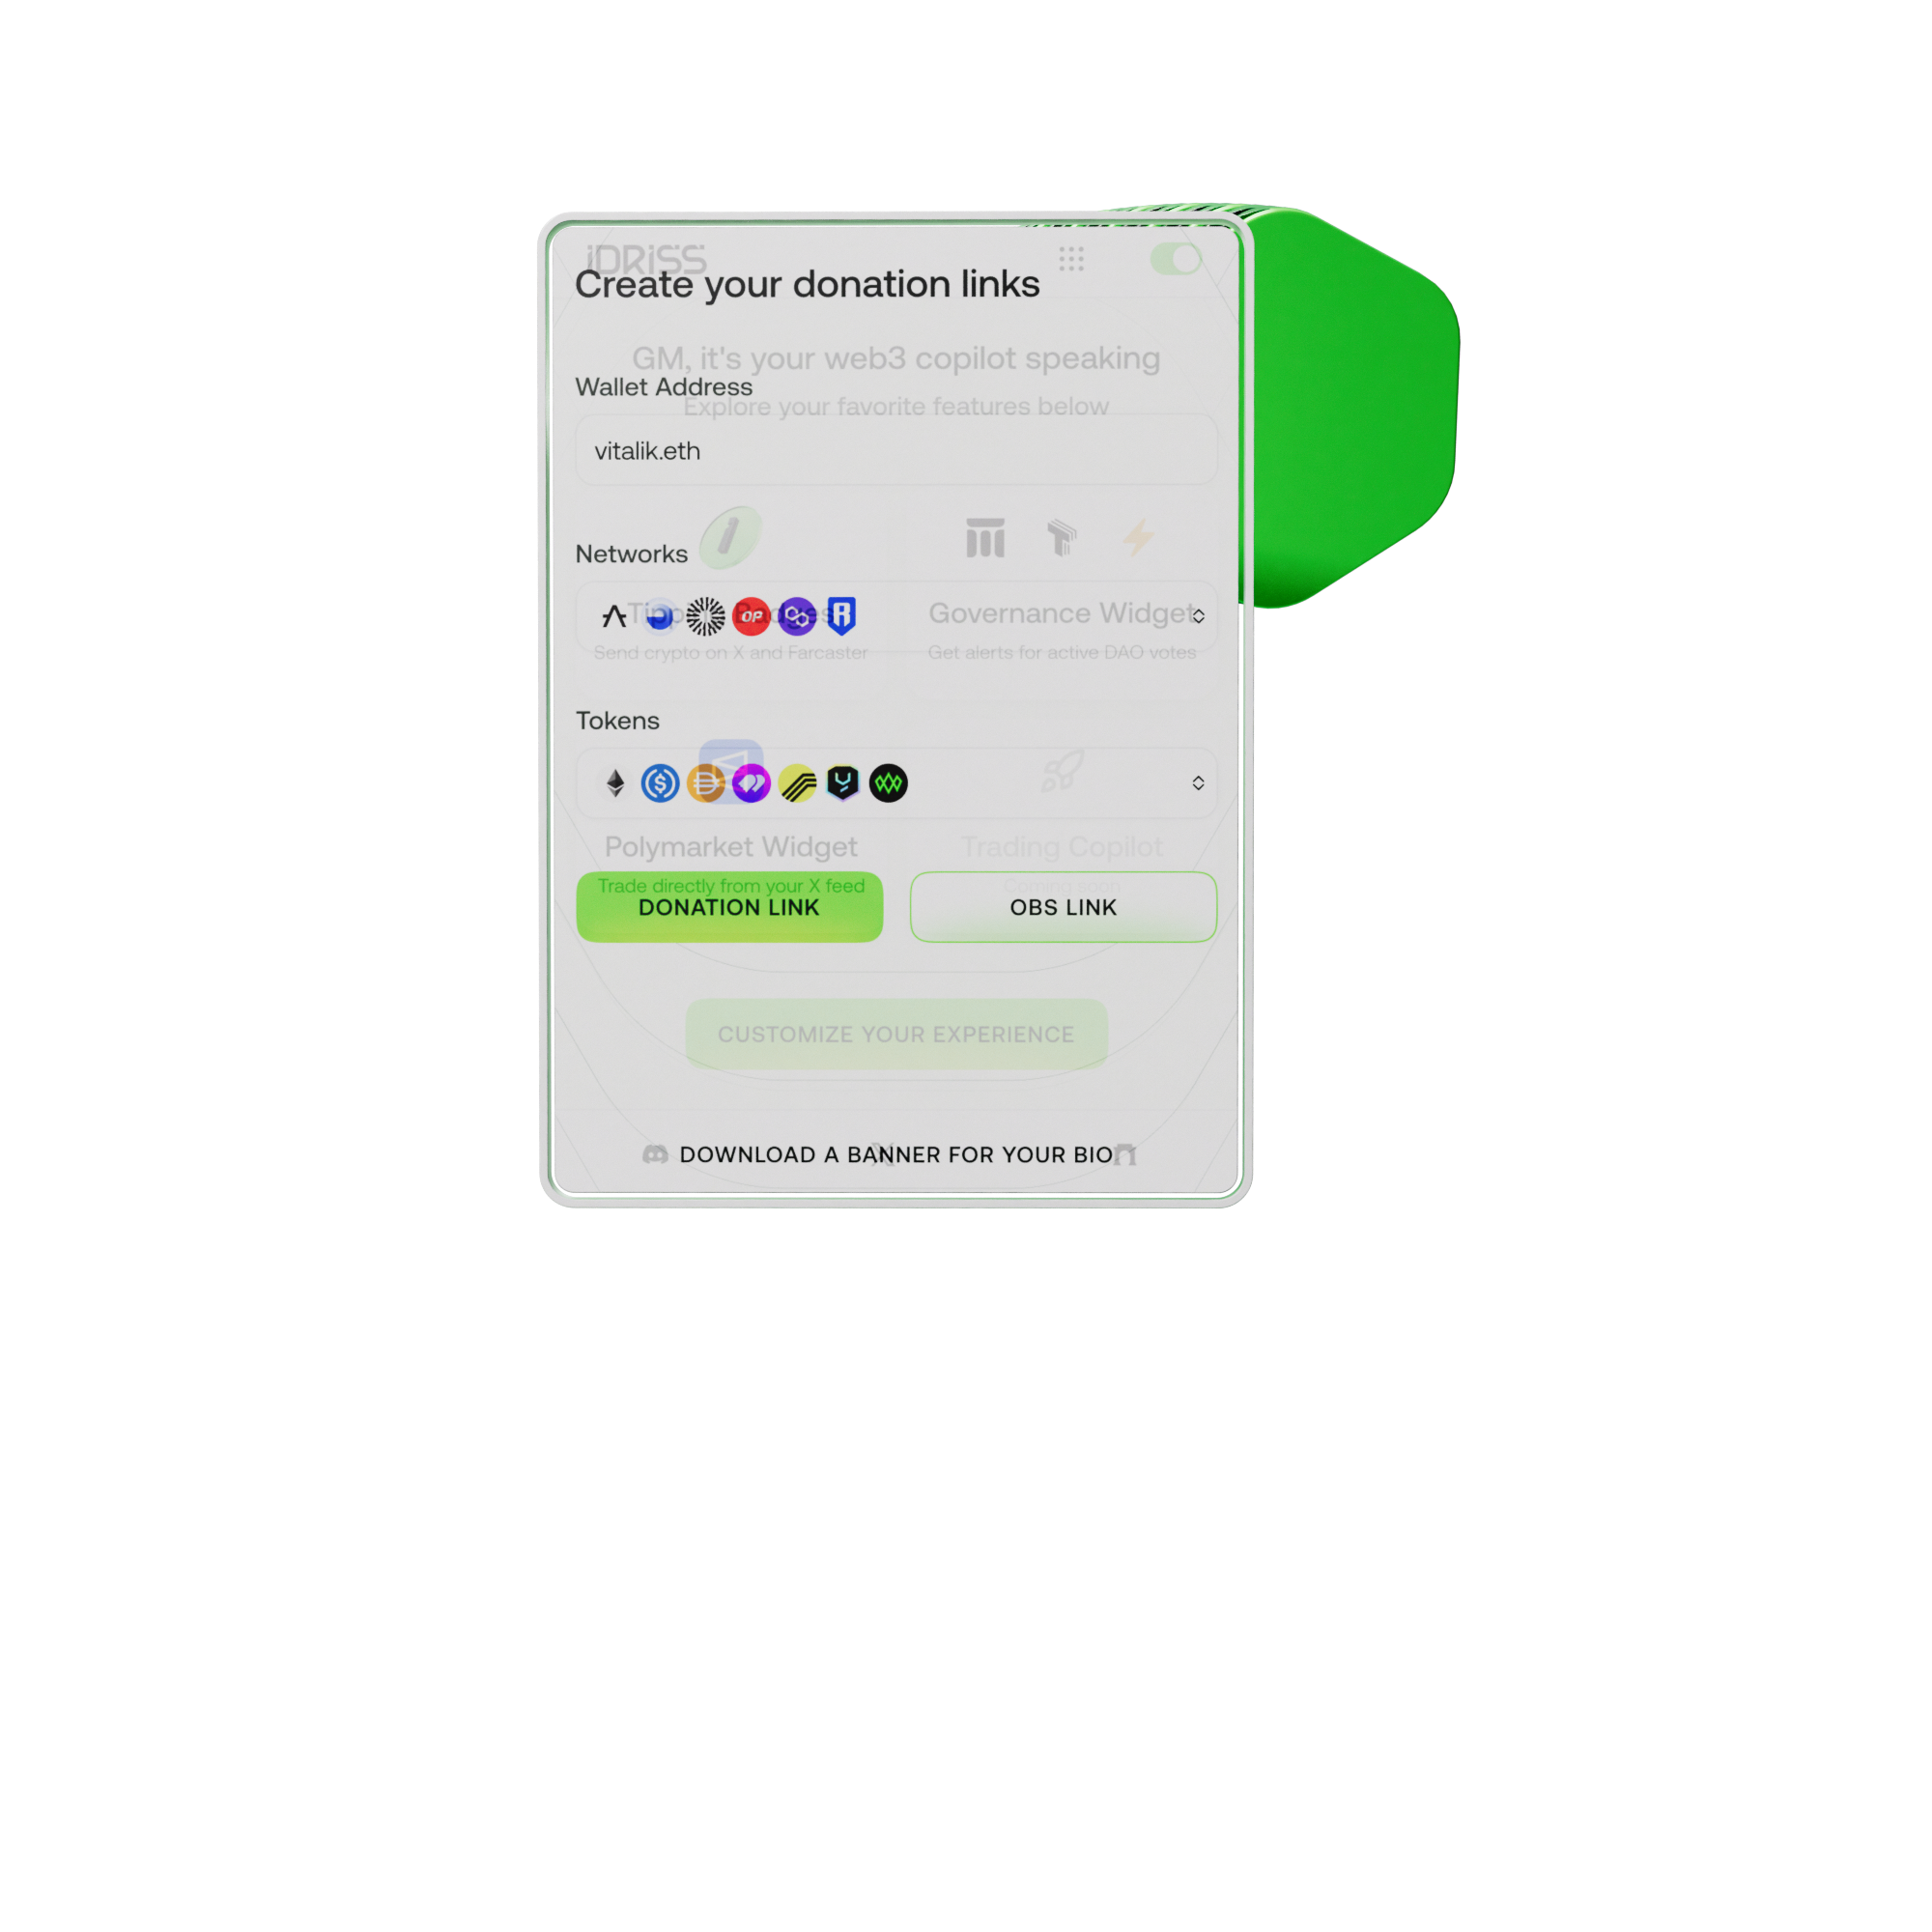 iDRiSS
Create your donation links
GM, it's your web3 copilot speaking
Wallet Address
Explore your favorite features below
vitalik.eth
Networks
OP
Badges
Governance Widget
Send crypto on X and Farcaster
Get alerts for active DAO votes
Tokens
Polymarket Widget
Trading Copilot
Trade directly from your X feed
Coming soon
DONATION LINK
OBS LINK
CUSTOMIZE YOUR EXPERIENCE
DOWNLOAD A BANNER FOR YOUR BIO